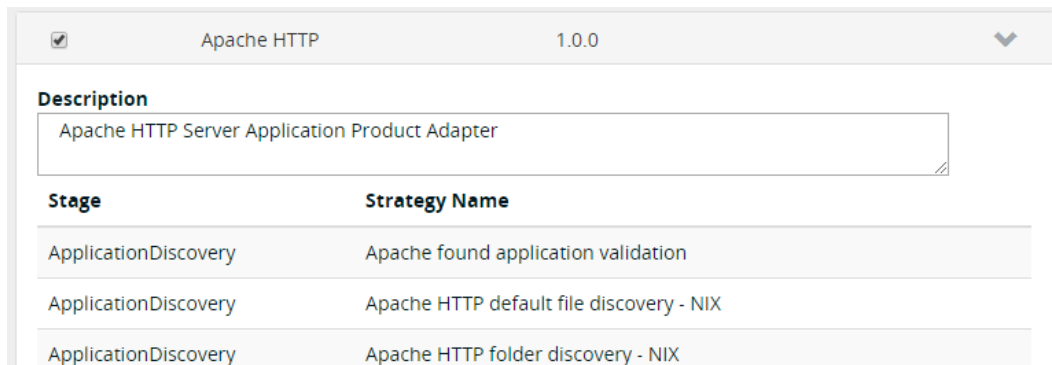 Apache HTTP 1.0.0
Description
Apache HTTP Server Application Product Adapter
Stage Strategy Name
ApplicationDiscovery Apache found application validation
ApplicationDiscovery Apache HTTP default file discovery - NIX
ApplicationDiscovery Apache HTTP folder discovery - NIX